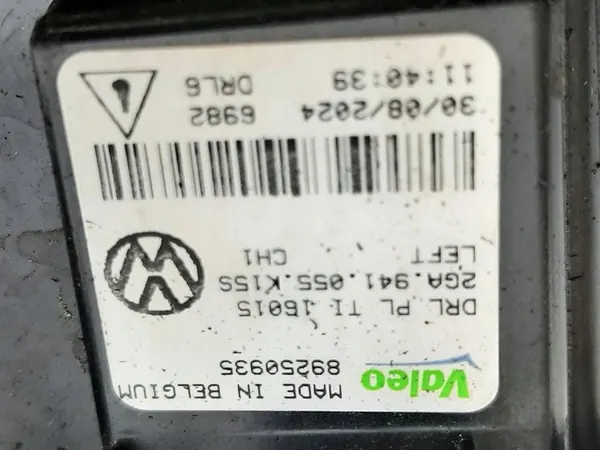 Valeo
MADE IN BELGIUM
89250935
DRL PL TI 16015
2GA.941.055.K15S
LEFT CH1
30/08/2024 6982
11:40:39 DRL6